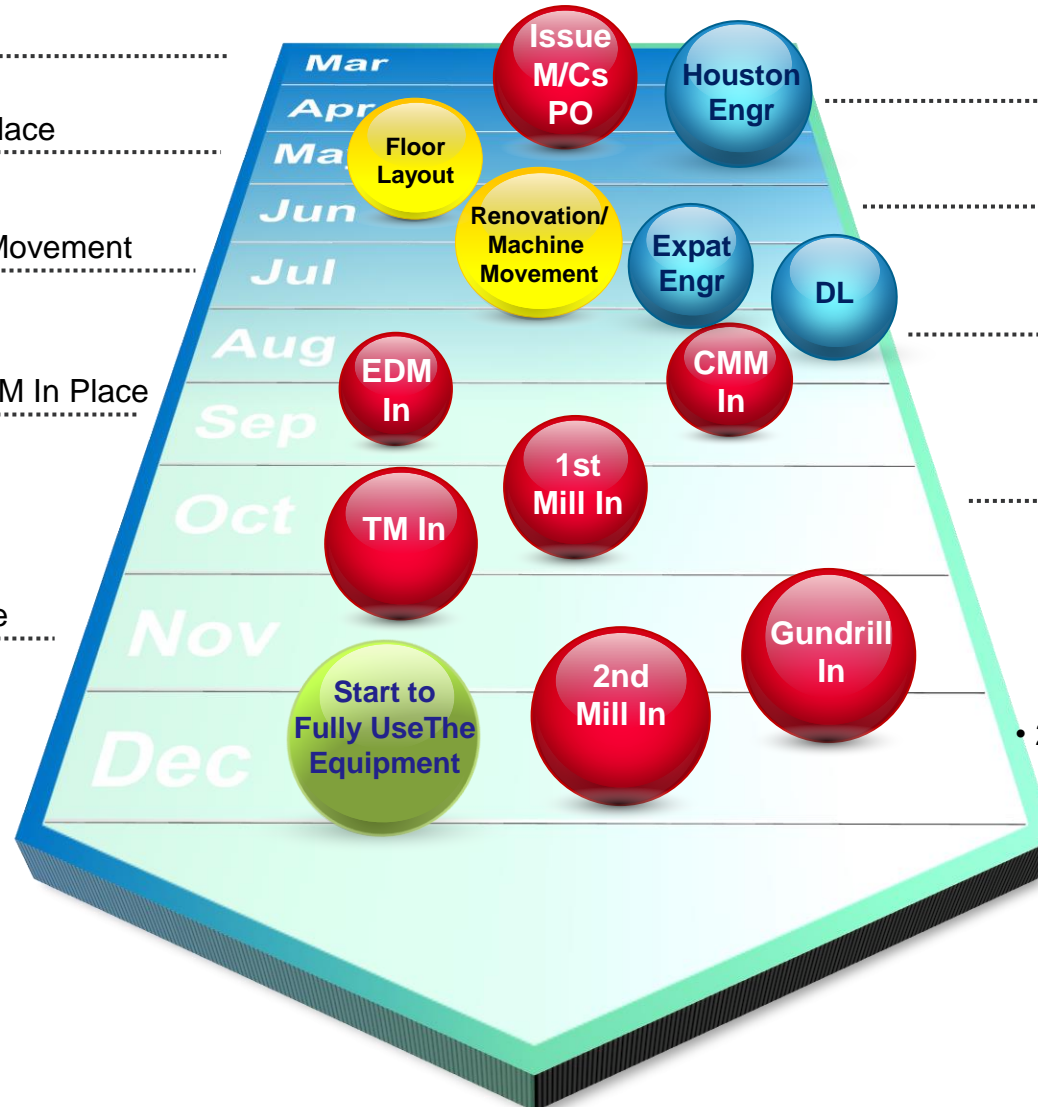 Mar
Issue
M/Cs
PO
Houston
Engr
Apr
Place
May
Floor
Layout
Jun
Renovation/
Machine
Movement
Movement
Expat
Engr
Jul
DL
Aug
EDM
In
CMM
In
M In Place
Sep
1st
Mill In
Oct
TM In
Nov
Gundrill
In
2nd
Mill In
Start to
Fully UseThe
Equipment
Dec